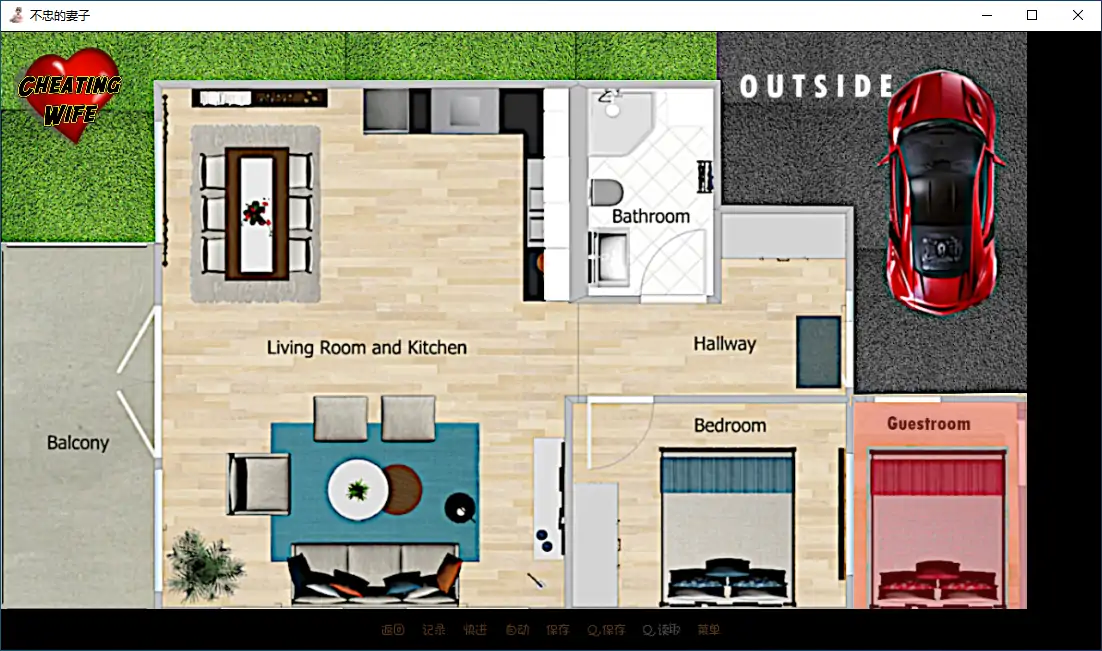 不忠的妻子
CHEATING
WIFE
OUTSIDE
Bathroom
Living Room and Kitchen
Hallway
Balcony
Bedroom
Guestroom
返回 记录 快进 自动 保存 Q.保存 Q.读取 菜单